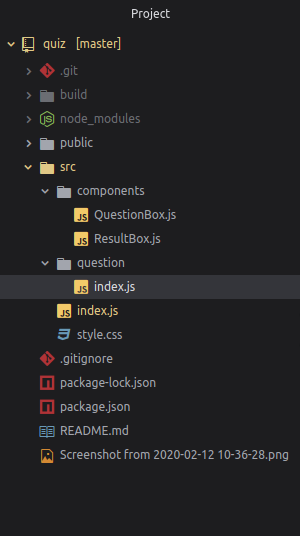 Project
quiz [master]
.git
build
node_modules
public
src
components
QuestionBox.js
ResultBox.js
question
index.js
index.js
style.css
.gitignore
package-lock.json
package.json
README.md
Screenshot from 2020-02-12 10-36-28.png